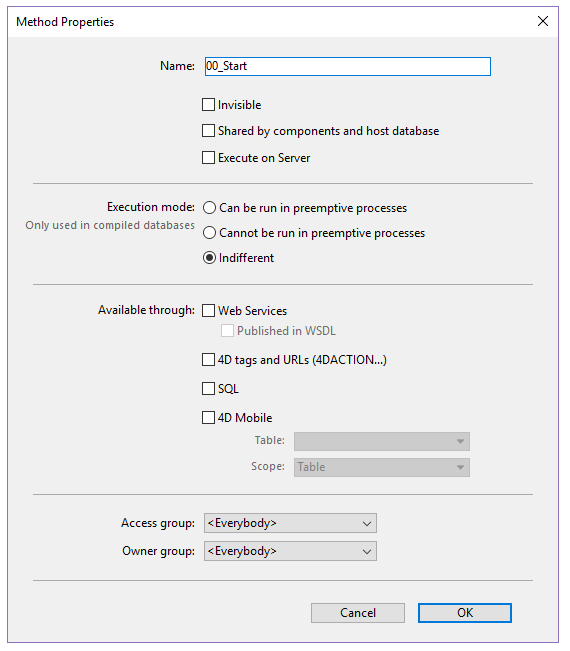 Method Properties
Name: 00_Start
Invisible
Shared by components and host database
Execute on Server
Execution mode: Can be run in preemptive processes
Only used in compiled databases
Cannot be run in preemptive processes
Indifferent
Available through: Web Services
Published in WSDL
4D tags and URLs (4DACTION...)
SQL
4D Mobile
Table:
Scope: Table
Access group: <Everybody>
Owner group: <Everybody>
Cancel OK